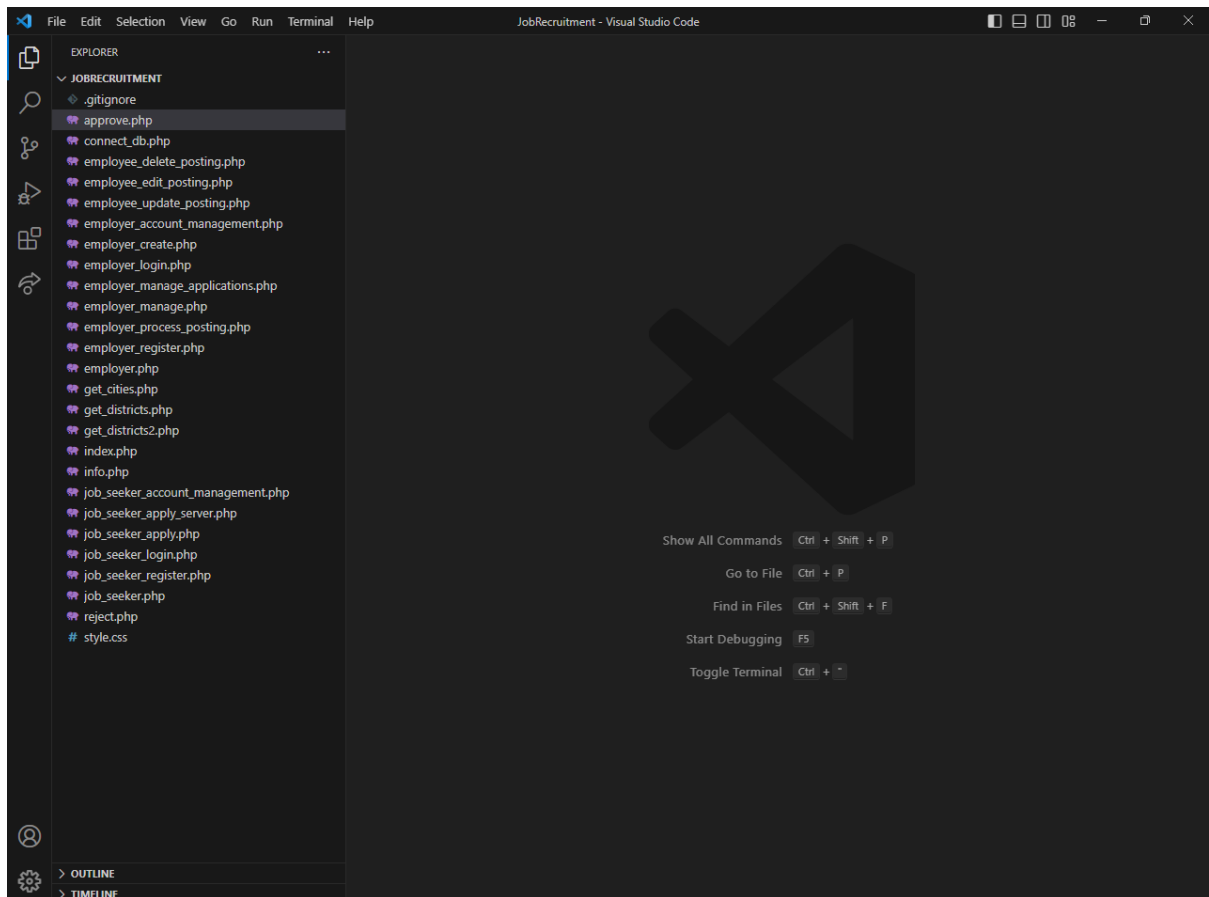 File Edit Selection View Go Run Terminal Help JobRecruitment - Visual Studio Code
EXPLORER ...
JOBRECRUITMENT
.gitignore
approve.php
connect_db.php
employee_delete_posting.php
employee_edit_posting.php
employee_update_posting.php
employer_account_management.php
employer_create.php
employer_login.php
employer_manage_applications.php
employer_manage.php
employer_process_posting.php
employer_register.php
employer.php
get_cities.php
get_districts.php
get_districts2.php
index.php
info.php
job_seeker_account_management.php
job_seeker_apply_server.php
job_seeker_apply.php
job_seeker_login.php
job_seeker_register.php
job_seeker.php
reject.php
# style.css
OUTLINE
TIMELINE
Show All Commands Ctrl + Shift + P
Go to File Ctrl + P
Find in Files Ctrl + Shift + F
Start Debugging F5
Toggle Terminal Ctrl + "